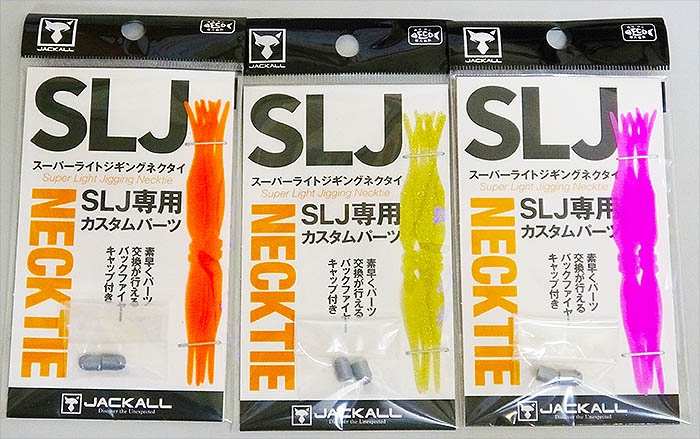 JACKALL
SLJ
スーパーライトジギングネクタイ
Super Light Jigging Necktie
NECKTIE
SLJ専用
カスタムパーツ
素早くパーツ
交換が行える
バックファイヤー
キャップ付き
JACKALL
Discover the Unexpected
JACKALL
ECO
SLJ
スーパーライトジギングネクタイ
Super Light Jigging Necktie
NECKTIE
SLJ専用
カスタムパーツ
素早くパーツ
交換が行える
バックファイヤー
キャップ付き
JACKALL
Discover the Unexpected
JACKALL
ECO
SLJ
スーパーライトジギングネクタイ
Super Light Jigging Necktie
NECKTIE
SLJ専用
カスタムパーツ
素早くパーツ
交換が行える
バックファイヤー
キャップ付き
JACKALL
Discover the Unexpected